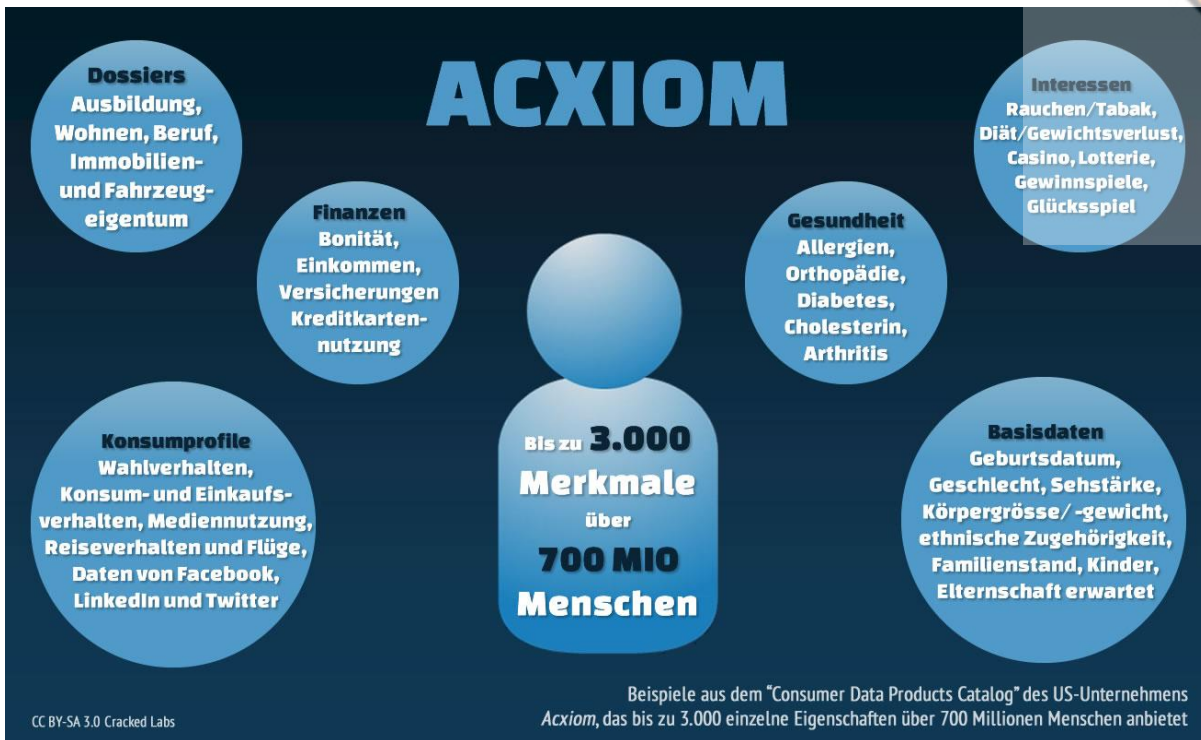 ACXIOM
Dossiers
Ausbildung,
Wohnen, Beruf,
Immobilien-
und Fahrzeug-
eigentum
Finanzen
Bonität,
Einkommen,
Versicherungen
Kreditkarten-
nutzung
Gesundheit
Allergien,
Orthopädie,
Diabetes,
Cholesterin,
Arthritis
Interessen
Rauchen/Tabak,
Diät/Gewichtsverlust,
Casino, Lotterie,
Gewinnspiele,
Glücksspiel
Konsumprofile
Wahlverhalten,
Konsum- und Einkaufs-
verhalten, Mediennutzung,
Reiseverhalten und Flüge,
Daten von Facebook,
LinkedIn und Twitter
Bis zu 3.000
Merkmale
über
700 MIO
Menschen
Basisdaten
Geburtsdatum,
Geschlecht, Sehstärke,
Körpergrösse/ -gewicht,
ethnische Zugehörigkeit,
Familienstand, Kinder,
Elternschaft erwartet
CC BY-SA 3.0 Cracked Labs
Beispiele aus dem "Consumer Data Products Catalog" des US-Unternehmens
Acxiom, das bis zu 3.000 einzelne Eigenschaften über 700 Millionen Menschen anbietet